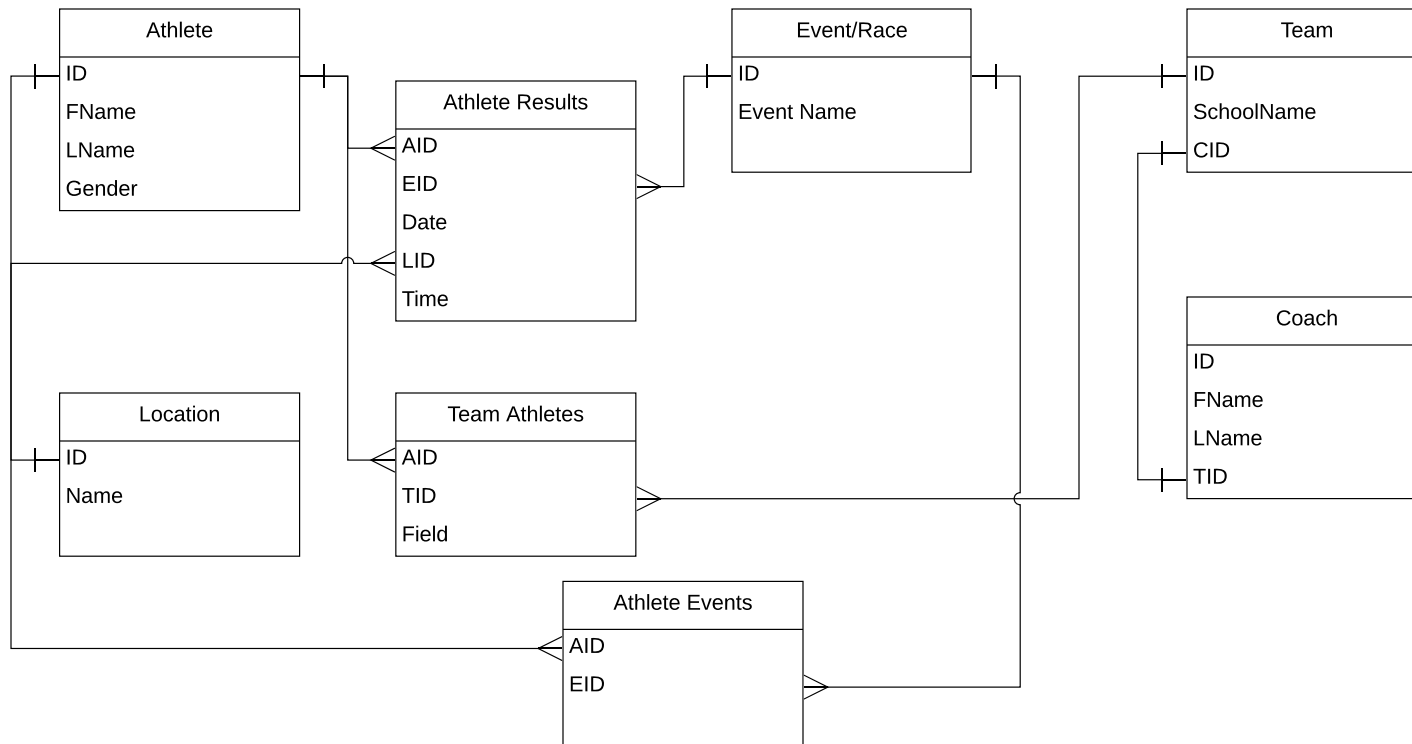 Athlete
ID
FName
LName
Gender
Athlete Results
AID
EID
Date
LID
Time
Event/Race
ID
Event Name
Team
ID
SchoolName
CID
Coach
ID
FName
LName
TID
Location
ID
Name
Team Athletes
AID
TID
Field
Athlete Events
AID
EID